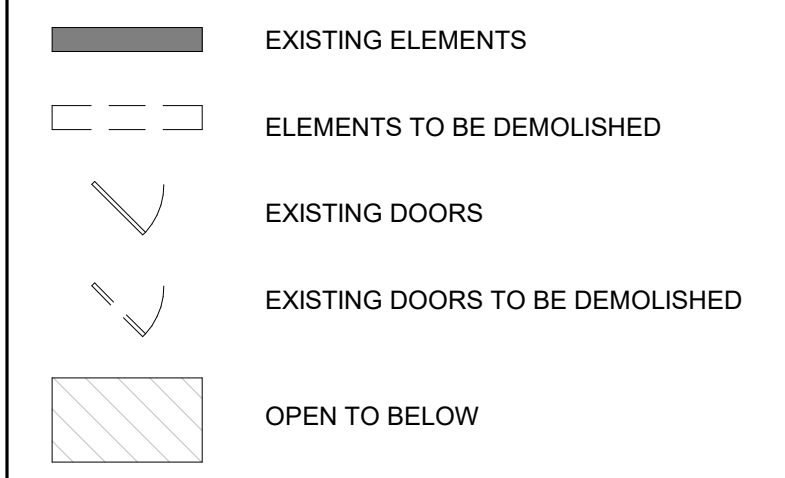 EXISTING ELEMENTS
ELEMENTS TO BE DEMOLISHED
EXISTING DOORS
EXISTING DOORS TO BE DEMOLISHED
OPEN TO BELOW